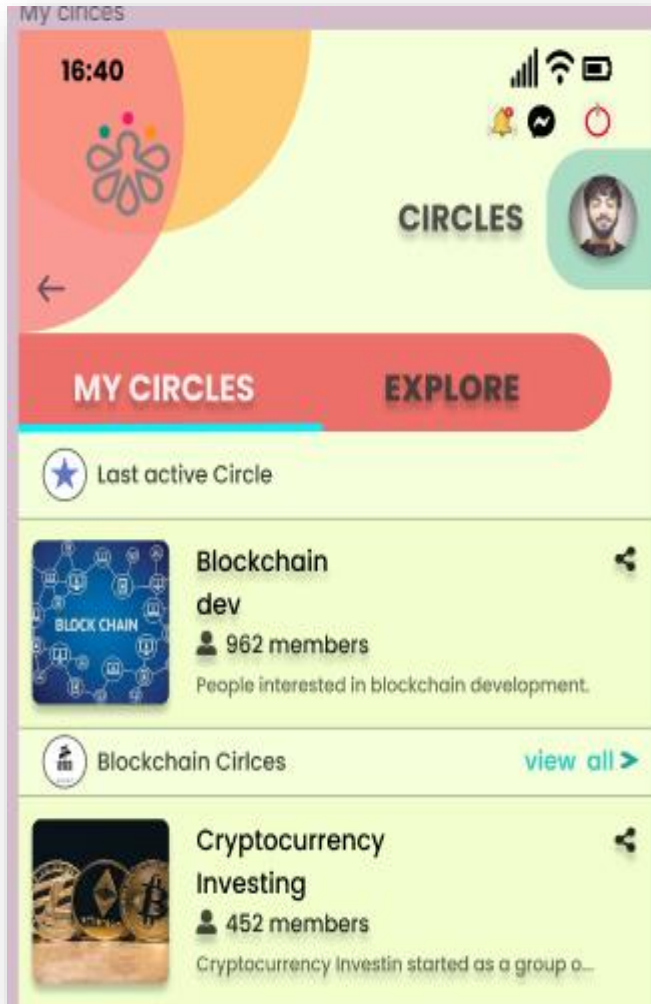 My cirlces
16:40
CIRCLES
MY CIRCLES EXPLORE
Last active Circle
BLOCK CHAIN
Blockchain
dev
962 members
People interested in blockchain development.
Blockchain Cirlces
view all >
Cryptocurrency
Investing
452 members
Cryptocurrency Investin started as a group o...